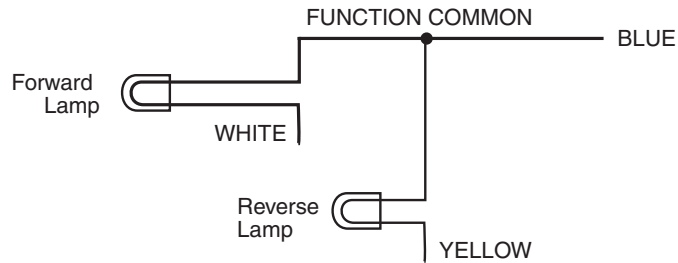 FUNCTION COMMON
BLUE
Forward
Lamp
WHITE
Reverse
Lamp
YELLOW